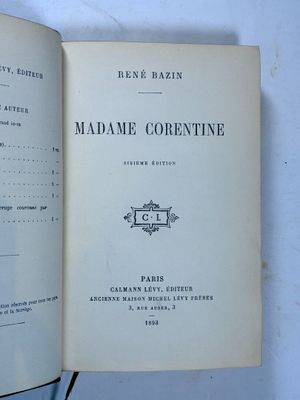 LÉVY, ÉDITEUR
AUTEUR
RENÉ BAZIN
MADAME CORENTINE
SIXIÈME ÉDITION
C · L
PARIS
CALMANN LÉVY, ÉDITEUR
ANCIENNE MAISON MICHEL LÉVY FRÈRES
3, RUE AUBER, 3
1893